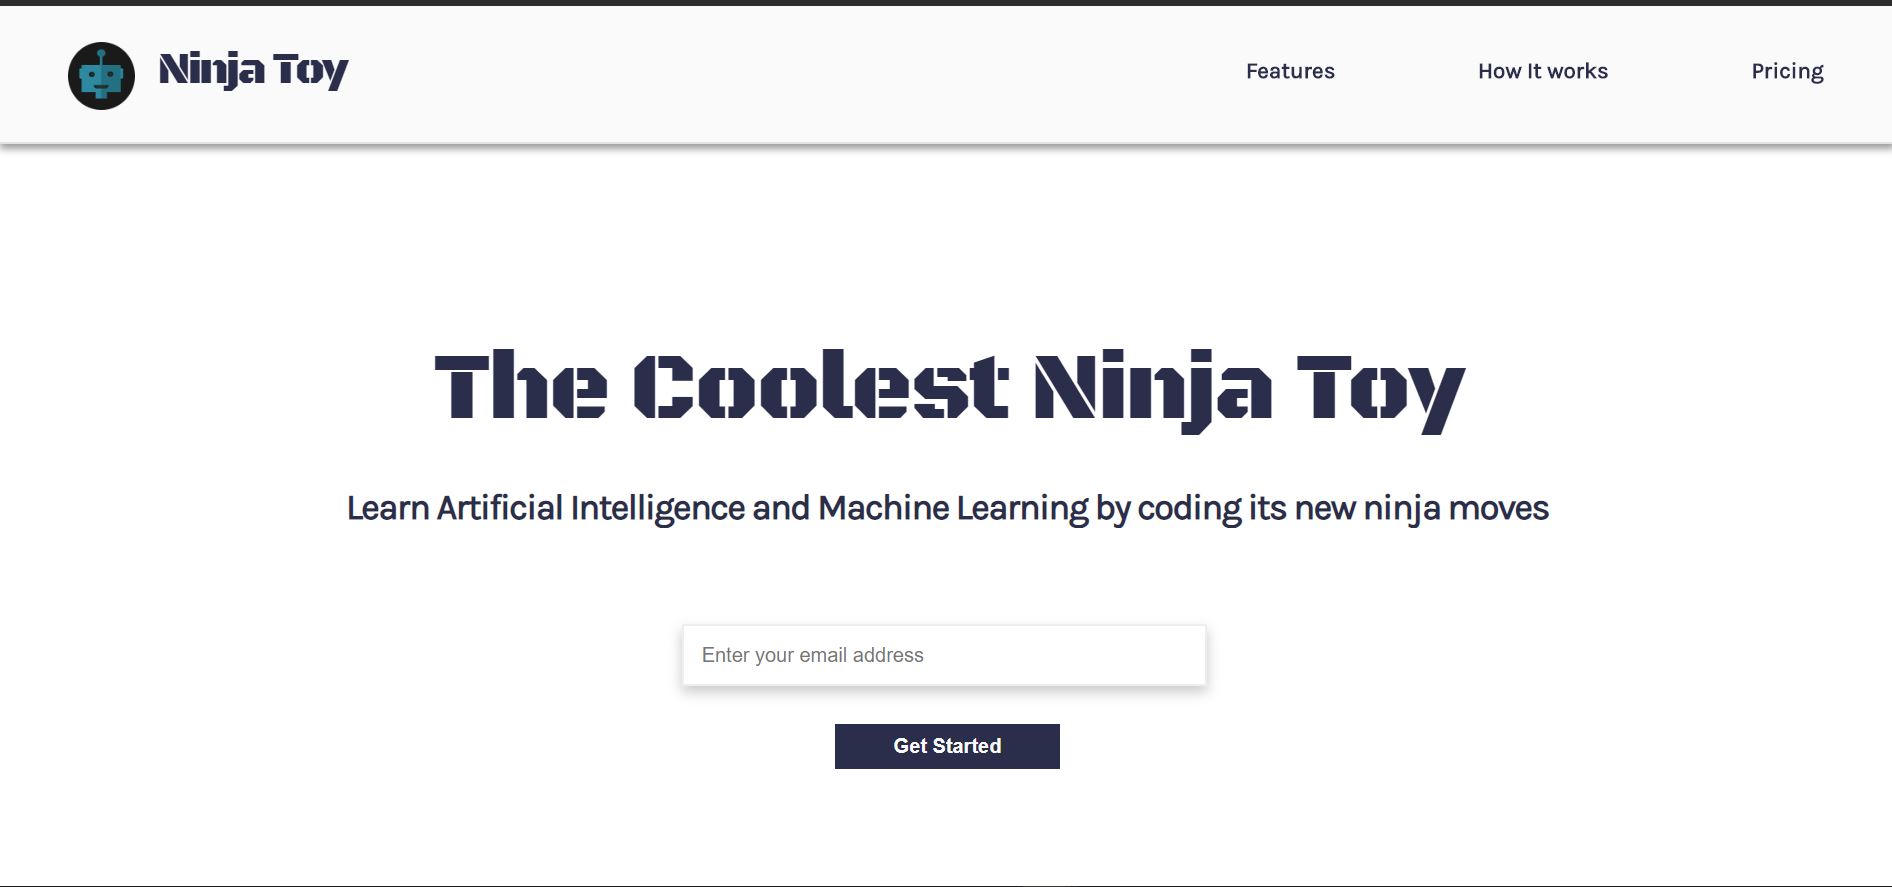 Ninja Toy
Features
How It works
Pricing
The Coolest Ninja Toy
Learn Artificial Intelligence and Machine Learning by coding its new ninja moves
Enter your email address
Get Started